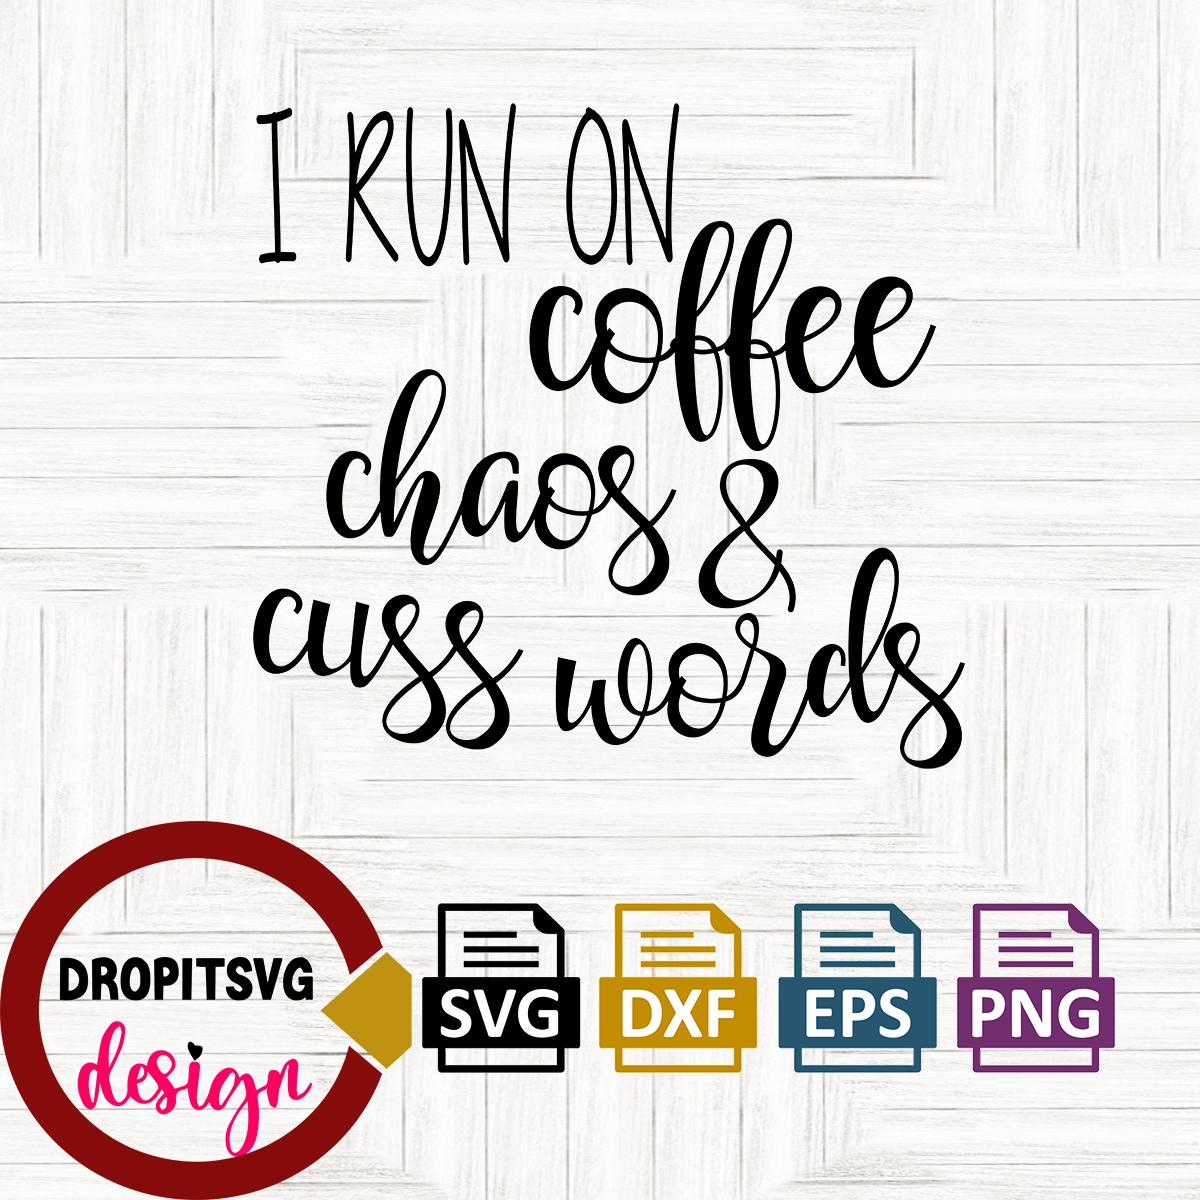 I RUN ON
coffee
chaos &
cuss words
DROPITSVG
design
SVG DXF EPS PNG